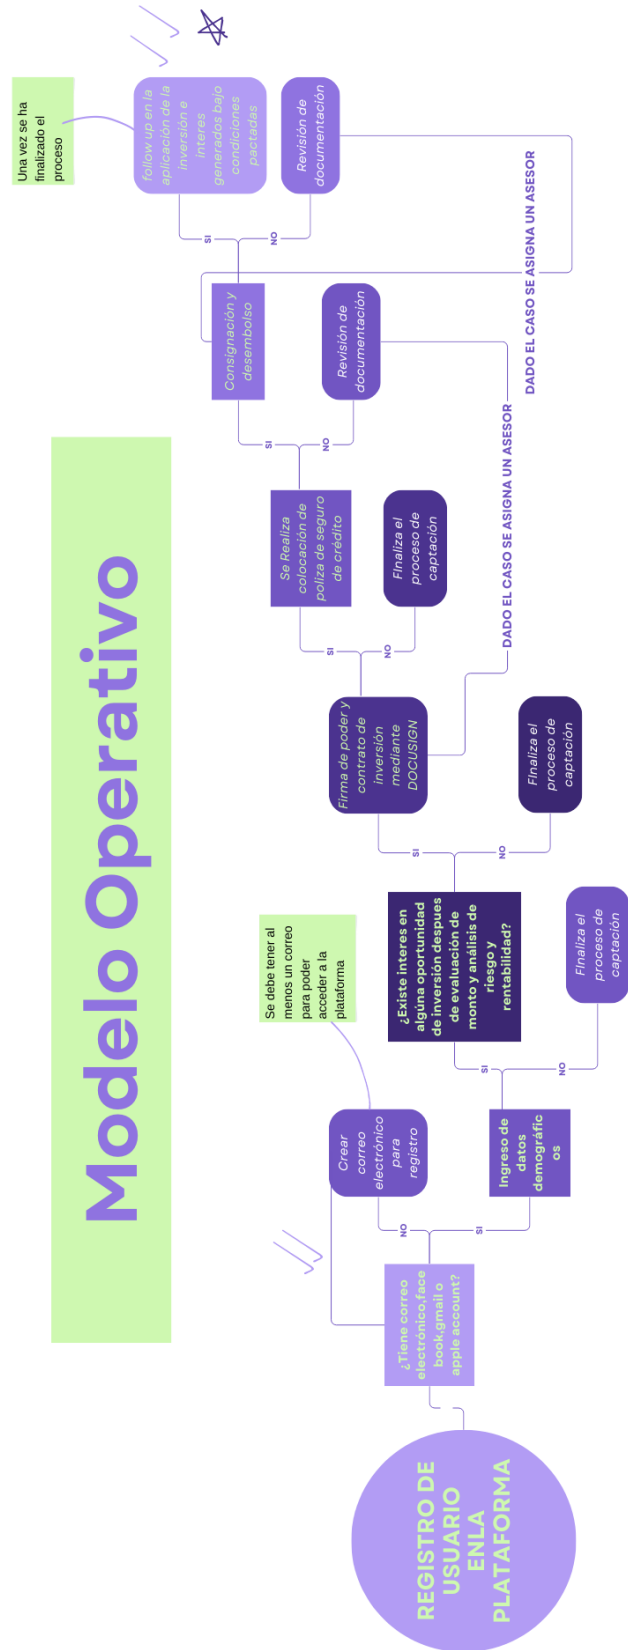 Modelo Operativo
REGISTRO DE
USUARIO
ENLA
PLATAFORMA
¿Tiene correo
electrónico,face
book,gmail o
apple account?
NO
SI
Crear
correo
electrónico
para
registro
Se debe tener al
menos un correo
para poder
acceder a la
plataforma
Ingreso de
datos
demográfic
os
SI
NO
¿Existe interes en
algúna oportunidad
de inversión despues
de evaluación de
monto y análisis de
riesgo y
rentabilidad?
FInaliza el
proceso de
captación
SI
NO
Firma de poder y
contrato de
inversión
mediante
DOCUSIGN
FInaliza el
proceso de
captación
SI
NO
Se Realiza
colocación de
poliza de seguro
de crédito
FInaliza el
proceso de
captación
SI
NO
Consignación y
desembolso
Revisión de
documentación
DADO EL CASO SE ASIGNA UN ASESOR
SI
NO
follow up en la
aplicación de la
inversión e
interes
generados bajo
condiciones
pactadas
Revisión de
documentación
DADO EL CASO SE ASIGNA UN ASESOR
Una vez se ha
finalizado el
proceso